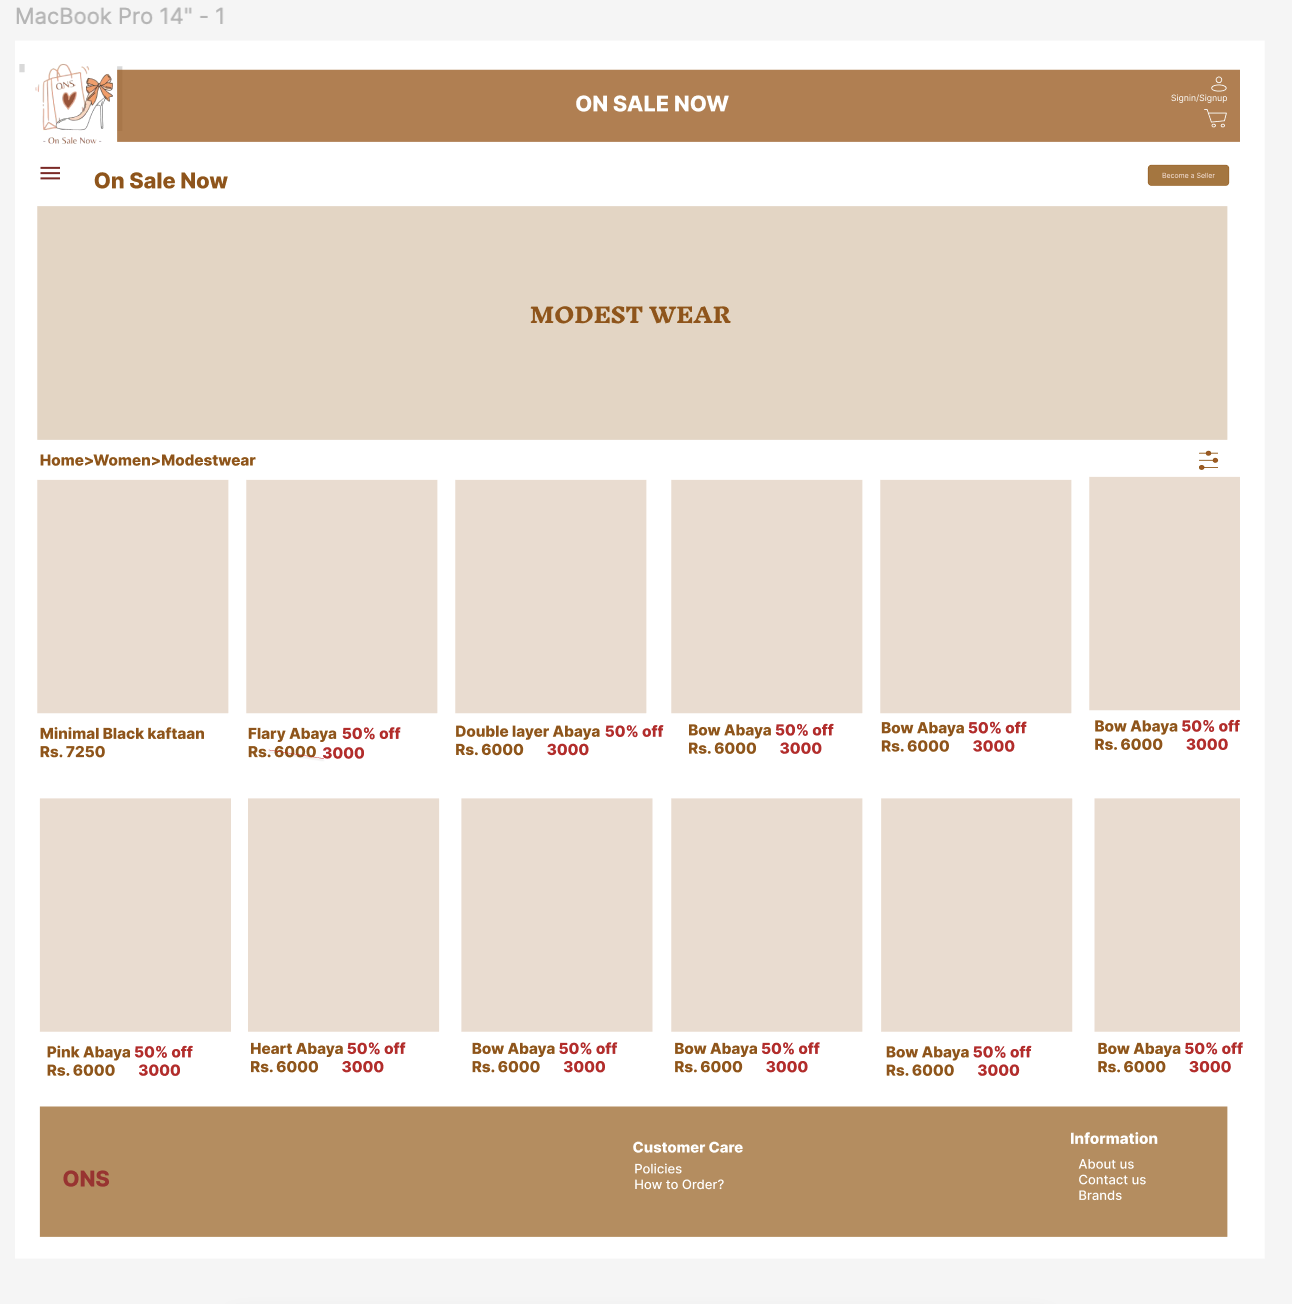 MacBook Pro 14" - 1
ONS
- On Sale Now -
ON SALE NOW
Signin/Signup
On Sale Now
Become a Seller
MODEST WEAR
Home>Women>Modestwear
Minimal Black kaftaan
Rs. 7250
Flary Abaya 50% off
Rs. 6000 3000
Double layer Abaya 50% off
Rs. 6000 3000
Bow Abaya 50% off
Rs. 6000 3000
Bow Abaya 50% off
Rs. 6000 3000
Bow Abaya 50% off
Rs. 6000 3000
Pink Abaya 50% off
Rs. 6000 3000
Heart Abaya 50% off
Rs. 6000 3000
Bow Abaya 50% off
Rs. 6000 3000
Bow Abaya 50% off
Rs. 6000 3000
Bow Abaya 50% off
Rs. 6000 3000
Bow Abaya 50% off
Rs. 6000 3000
ONS
Customer Care
Policies
How to Order?
Information
About us
Contact us
Brands